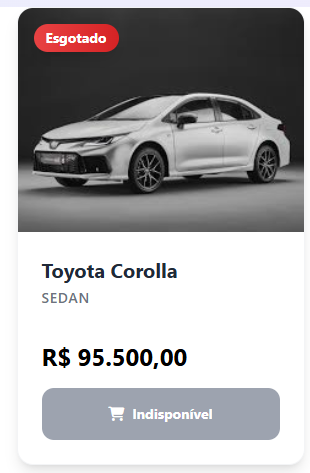 Esgotado
Toyota Corolla
SEDAN
R$ 95.500,00
Indisponível